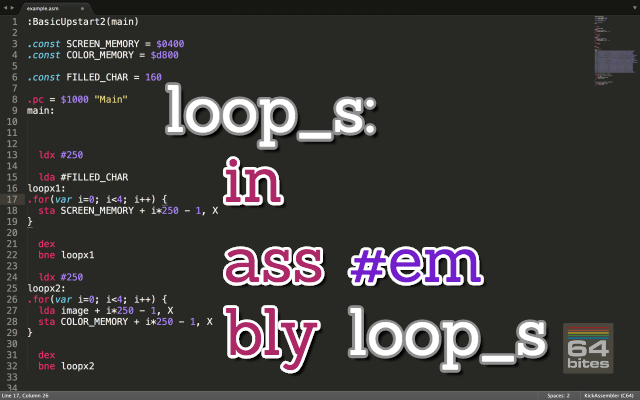 example.asm
1 :BasicUpstart2(main)
2
3 .const SCREEN_MEMORY = $0400
4 .const COLOR_MEMORY = $d800
5
6 .const FILLED_CHAR = 160
7
8 .pc = $1000 "Main"
9 main:
10
11
12
13 ldx #250
14
15 lda #FILLED_CHAR
16 loopx1:
17 .for(var i=0; i<4; i++) {
18 sta SCREEN_MEMORY + i*250 - 1, X
19 }
20
21 dex
22 bne loopx1
23
24 ldx #250
25 loopx2:
26 .for(var i=0; i<4; i++) {
27 lda image + i*250 - 1, X
28 sta COLOR_MEMORY + i*250 - 1, X
29 }
30
31 dex
32 bne loopx2
33
34
loop_s:
in
ass #em
bly loop_s
64
bites
Line 17, Column 26
Spaces: 2
KickAssembler (C64)